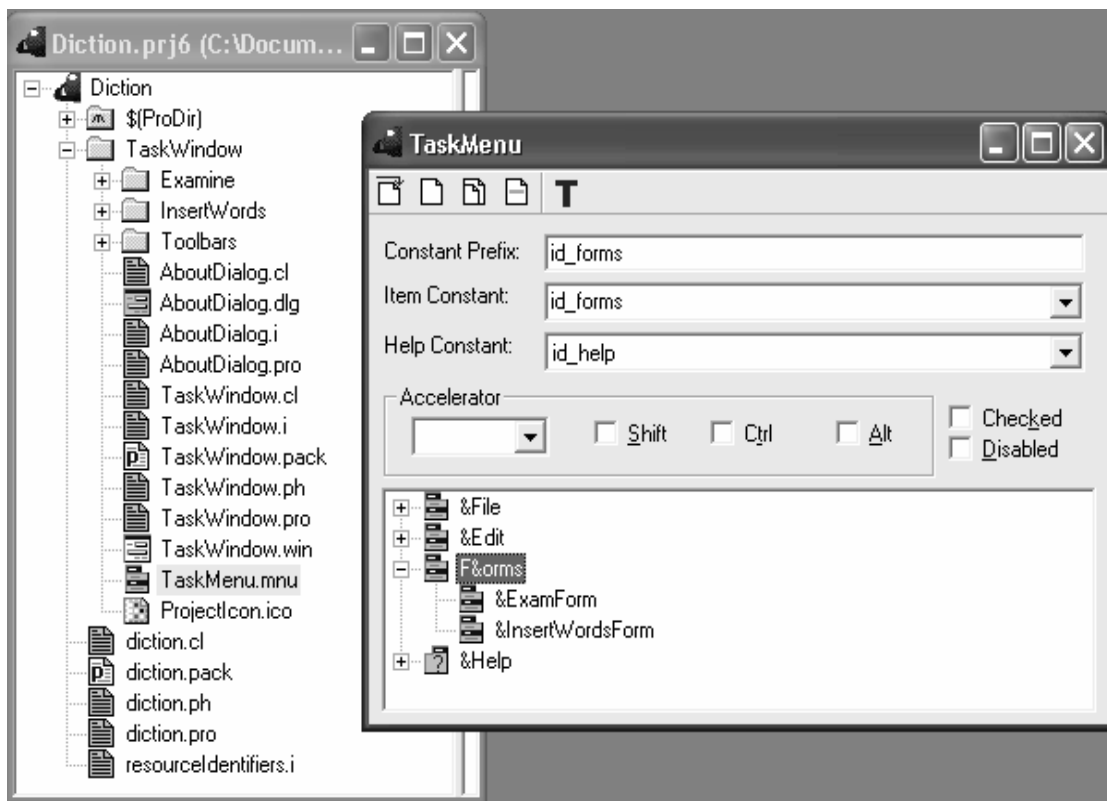 Diction.prj6 (C:\Docum...
Diction
$(ProDir)
TaskWindow
Examine
InsertWords
Toolbars
AboutDialog.cl
AboutDialog.dlg
AboutDialog.i
AboutDialog.pro
TaskWindow.cl
TaskWindow.i
TaskWindow.pack
TaskWindow.ph
TaskWindow.pro
TaskWindow.win
TaskMenu.mnu
ProjectIcon.ico
diction.cl
diction.pack
diction.ph
diction.pro
resourceIdentifiers.i
TaskMenu
T
Constant Prefix: id_forms
Item Constant: id_forms
Help Constant: id_help
Accelerator
Shift Ctrl Alt
Checked
Disabled
&File
&Edit
F&orms
&ExamForm
&InsertWordsForm
&Help